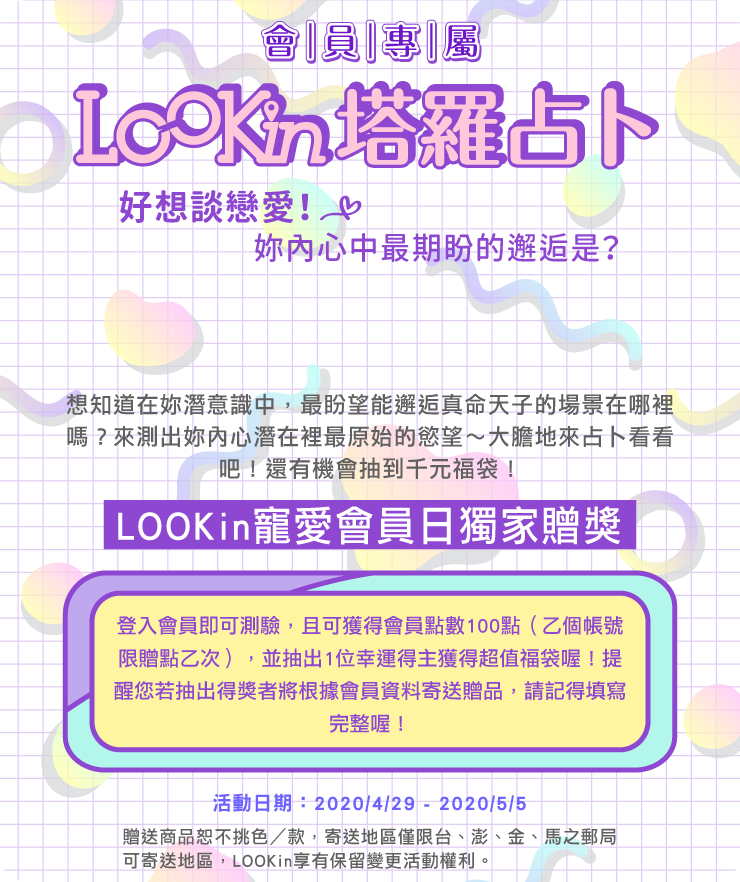 會|員|專|屬
LOOKin塔羅占卜
好想談戀愛！
妳內心中最期盼的邂逅是？
想知道在妳潛意識中，最盼望能邂逅真命天子的場景在哪裡
嗎？來測出妳內心潛在裡最原始的慾望～大膽地來占卜看看
吧！還有機會抽到千元福袋！
LOOKin寵愛會員日獨家贈獎
登入會員即可測驗，且可獲得會員點數100點（乙個帳號
限贈點乙次），並抽出1位幸運得主獲得超值福袋喔！提
醒您若抽出得獎者將根據會員資料寄送贈品，請記得填寫
完整喔！
活動日期：2020/4/29 - 2020/5/5
贈送商品恕不挑色／款，寄送地區僅限台、澎、金、馬之郵局
可寄送地區，LOOKin享有保留變更活動權利。